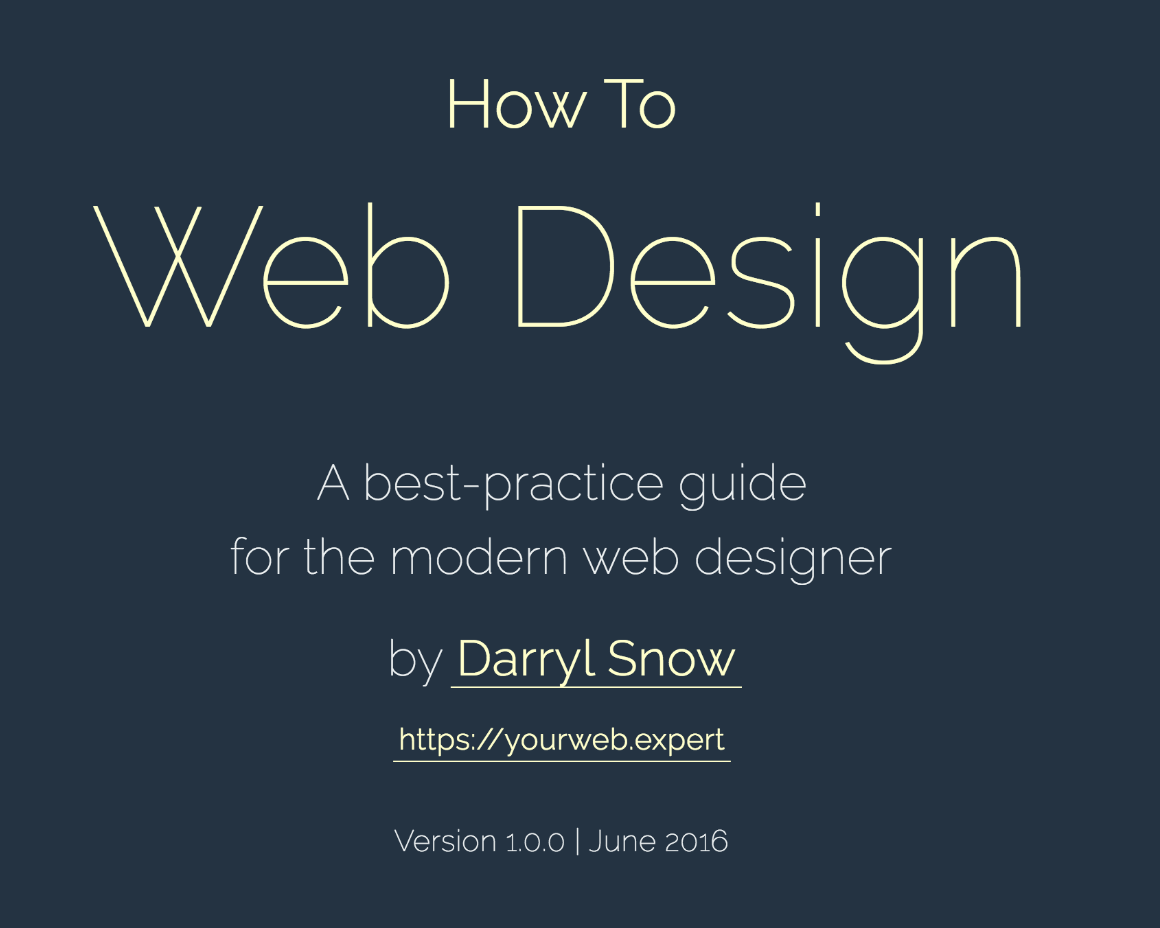 How To
Web Design
A best-practice guide
for the modern web designer
by Darryl Snow
https://yourweb.expert
Version 1.0.0 | June 2016